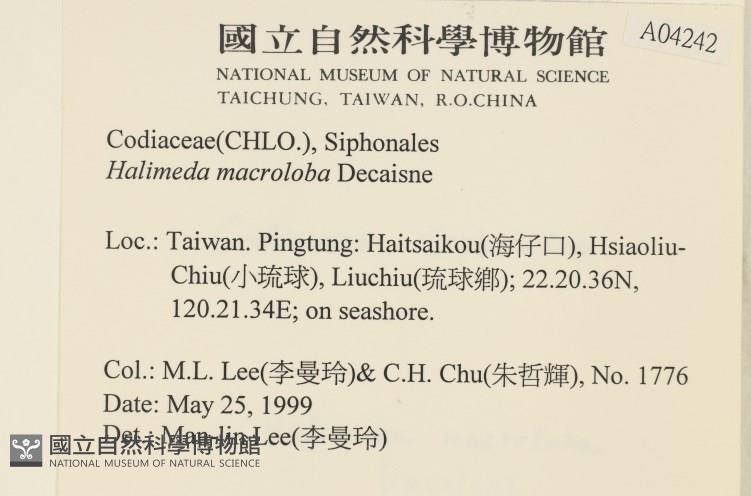 國立自然科學博物館
A04242
NATIONAL MUSEUM OF NATURAL SCIENCE
TAICHUNG, TAIWAN, R.O.CHINA
Codiaceae(CHLO.), Siphonales
Halimeda macroloba Decaisne
Loc.: Taiwan. Pingtung: Haitsaikou(海仔口), Hsiaoliu-
Chiu(小琉球), Liuchiu(琉球鄉); 22.20.36N,
120.21.34E; on seashore.
Col.: M.L. Lee(李曼玲)& C.H. Chu(朱哲輝), No. 1776
Date: May 25, 1999
Det.: Man-lin Lee(李曼玲)
國立自然科學博物館
NATIONAL MUSEUM OF NATURAL SCIENCE